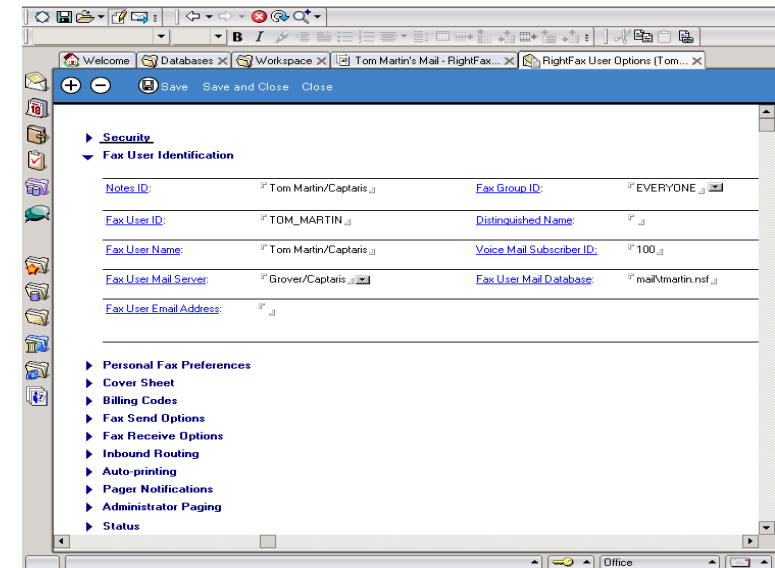 B I
Welcome Databases Workspace Tom Martin's Mail - RightFax... RightFax User Options (Tom...
Save Save and Close Close
Security
Fax User Identification
Notes ID: Tom Martin/Captaris Fax Group ID: EVERYONE
Fax User ID: TOM_MARTIN Distinguished Name:
Fax User Name: Tom Martin/Captaris Voice Mail Subscriber ID: 100
Fax User Mail Server: Grover/Captaris Fax User Mail Database: mail\tmartin.nsf
Fax User Email Address:
Personal Fax Preferences
Cover Sheet
Billing Codes
Fax Send Options
Fax Receive Options
Inbound Routing
Auto-printing
Pager Notifications
Administrator Paging
Status
Office